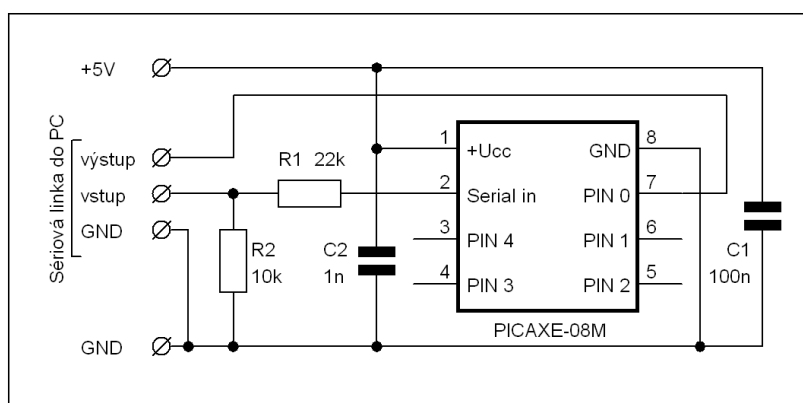 +5V
Sériová linka do PC
výstup
vstup
GND
GND
R1 22k
R2
10k
C2
1n
1
+Ucc
GND
8
2
Serial in
PIN 0
7
3
PIN 4
PIN 1
6
4
PIN 3
PIN 2
5
PICAXE-08M
C1
100n